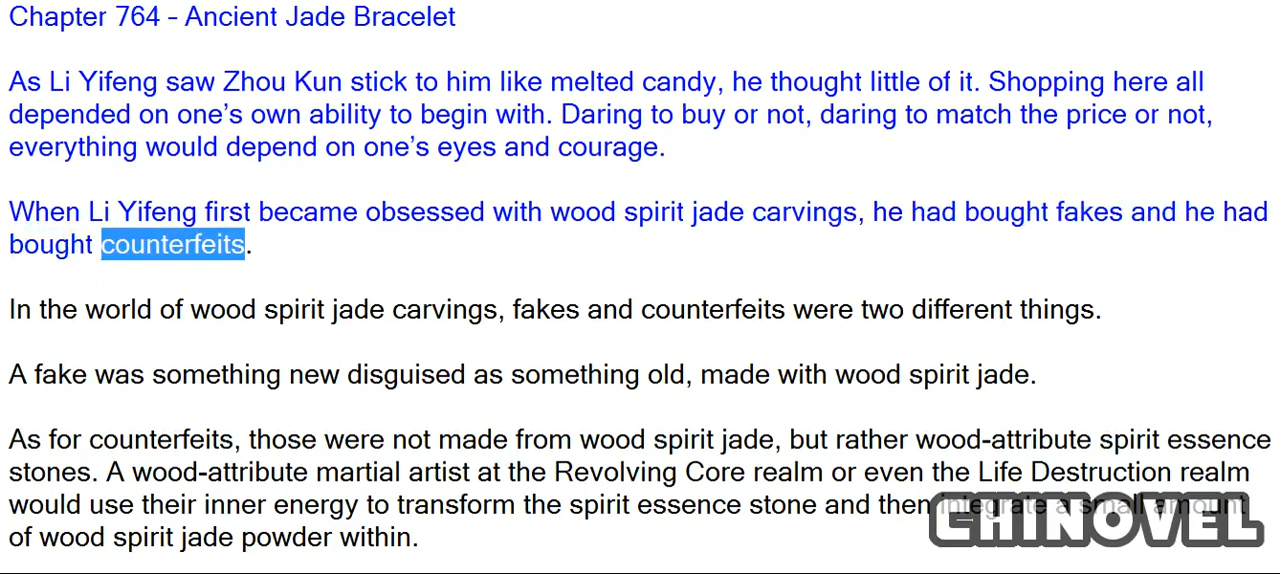 Chapter 764 - Ancient Jade Bracelet
As Li Yifeng saw Zhou Kun stick to him like melted candy, he thought little of it. Shopping here all
depended on one’s own ability to begin with. Daring to buy or not, daring to match the price or not,
everything would depend on one’s eyes and courage.
When Li Yifeng first became obsessed with wood spirit jade carvings, he had bought fakes and he had
bought counterfeits.
In the world of wood spirit jade carvings, fakes and counterfeits were two different things.
A fake was something new disguised as something old, made with wood spirit jade.
As for counterfeits, those were not made from wood spirit jade, but rather wood-attribute spirit essence
stones. A wood-attribute martial artist at the Revolving Core realm or even the Life Destruction realm
would use their inner energy to transform the spirit essence stone and then integrate a small amount
of wood spirit jade powder within.
CHINOVEL